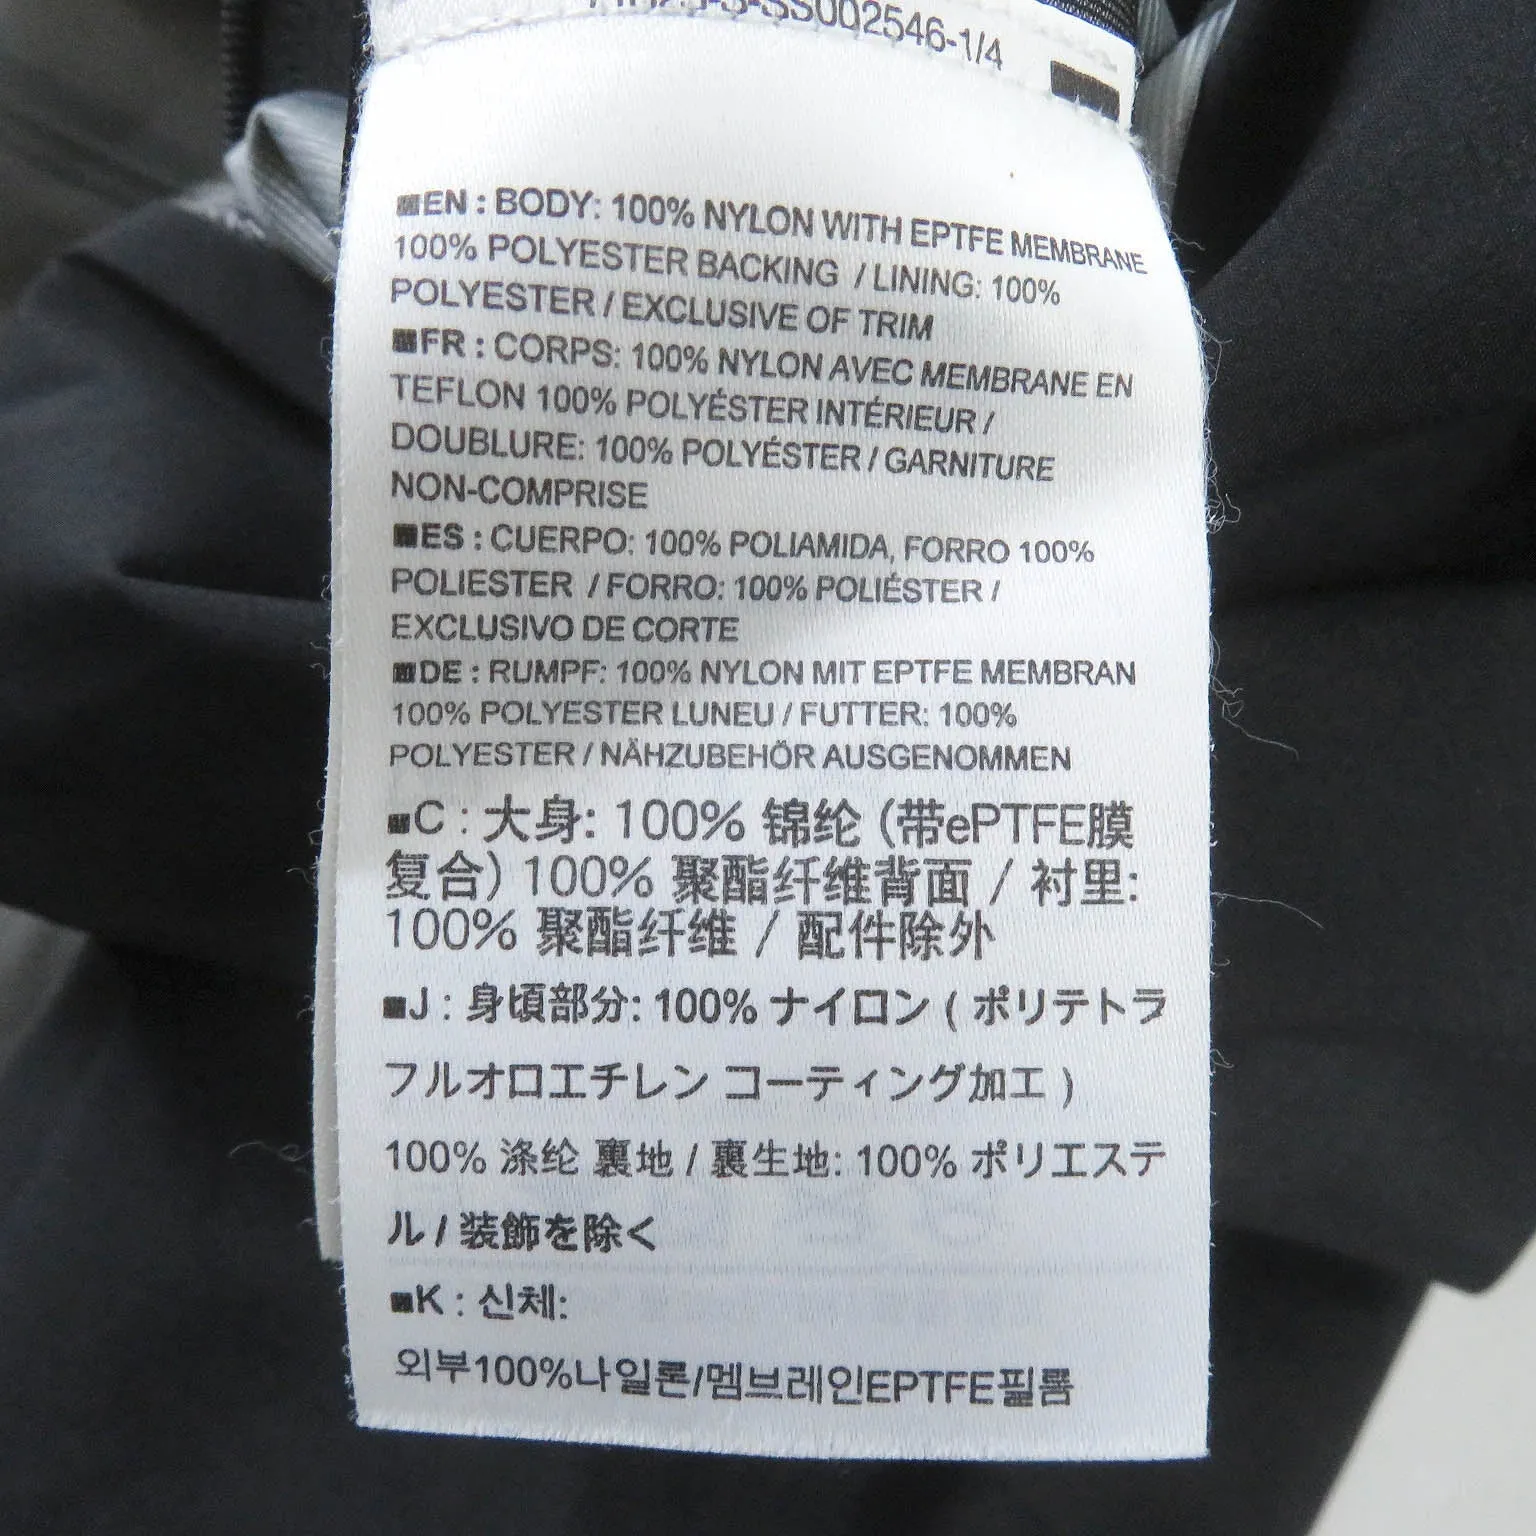 SS002546-1/4
EN : BODY: 100% NYLON WITH EPTFE MEMBRANE
100% POLYESTER BACKING / LINING: 100%
POLYESTER / EXCLUSIVE OF TRIM
FR : CORPS: 100% NYLON AVEC MEMBRANE EN
TEFLON 100% POLYÉSTER INTÉRIEUR /
DOUBLURE: 100% POLYÉSTER / GARNITURE
NON-COMPRISE
ES : CUERPO: 100% POLIAMIDA, FORRO 100%
POLIESTER / FORRO: 100% POLIÉSTER /
EXCLUSIVO DE CORTE
DE : RUMPF: 100% NYLON MIT EPTFE MEMBRAN
100% POLYESTER LUNEU / FUTTER: 100%
POLYESTER / NÄHZUBEHÖR AUSGENOMMEN
C : 大身: 100% 锦纶 (带ePTFE膜
复合) 100% 聚酯纤维背面 / 衬里:
100% 聚酯纤维 / 配件除外
J : 身頃部分: 100% ナイロン ( ポリテトラ
フルオロエチレン コーティング加工 )
100% 涤纶 裏地 / 裏生地: 100% ポリエステ
ル / 装飾を除く
K : 신체:
외부100%나일론/멤브레인EPTFE필름